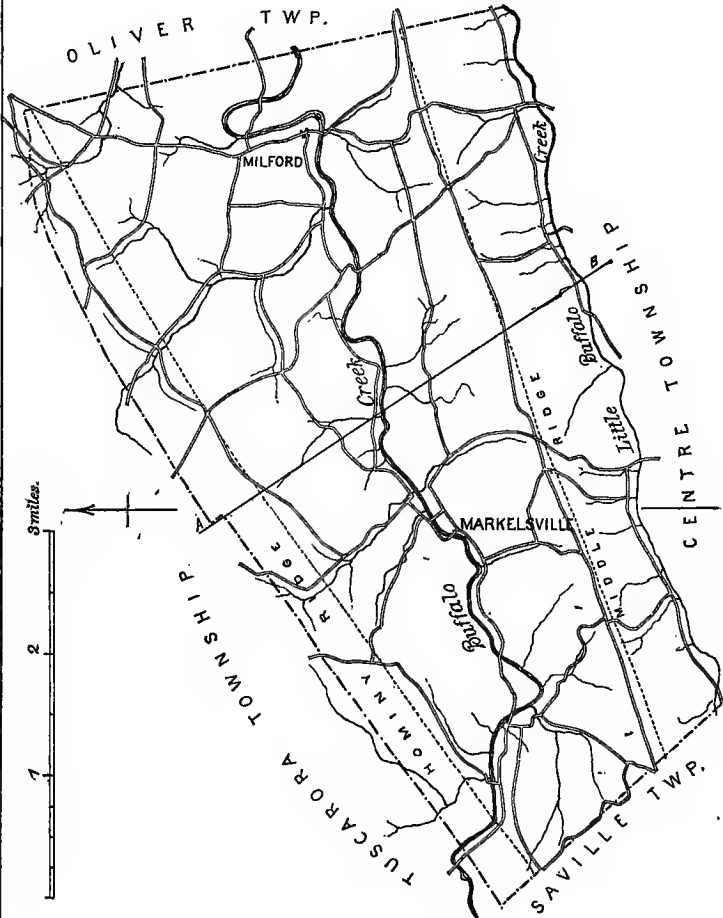 OLIVER TWP.
MILFORD
Creek
B
Buffalo
Little
CENTRE TOWNSHIP
Creek
RIDGE
3 miles.
A
MARKELSVILLE
MIDDLE
RIDGE
Buffalo
2
HOMINY
TUSCARORA TOWNSHIP
1
SAVILLE TWP.